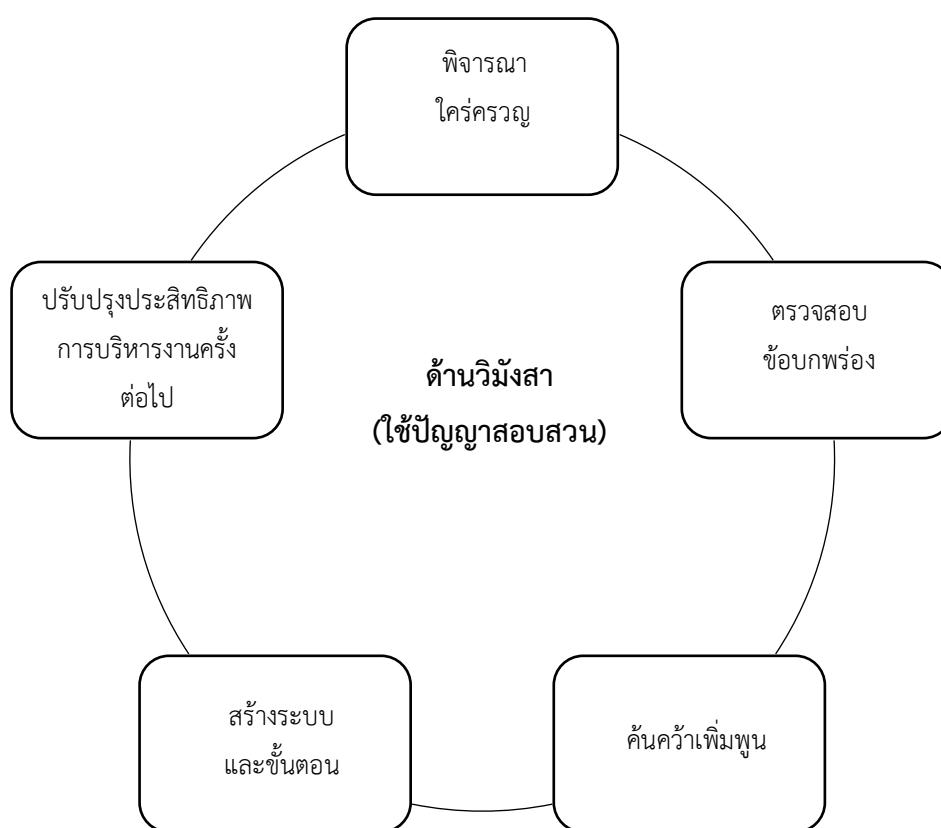 พิจารณา
ใคร่ครวญ
ตรวจสอบ
ข้อบกพร่อง
ค้นคว้าเพิ่มพูน
สร้างระบบ
และขั้นตอน
ปรับปรุงประสิทธิภาพ
การบริหารงานครั้ง
ต่อไป
ด้านวิมังสา
(ใช้ปัญญาสอบสวน)